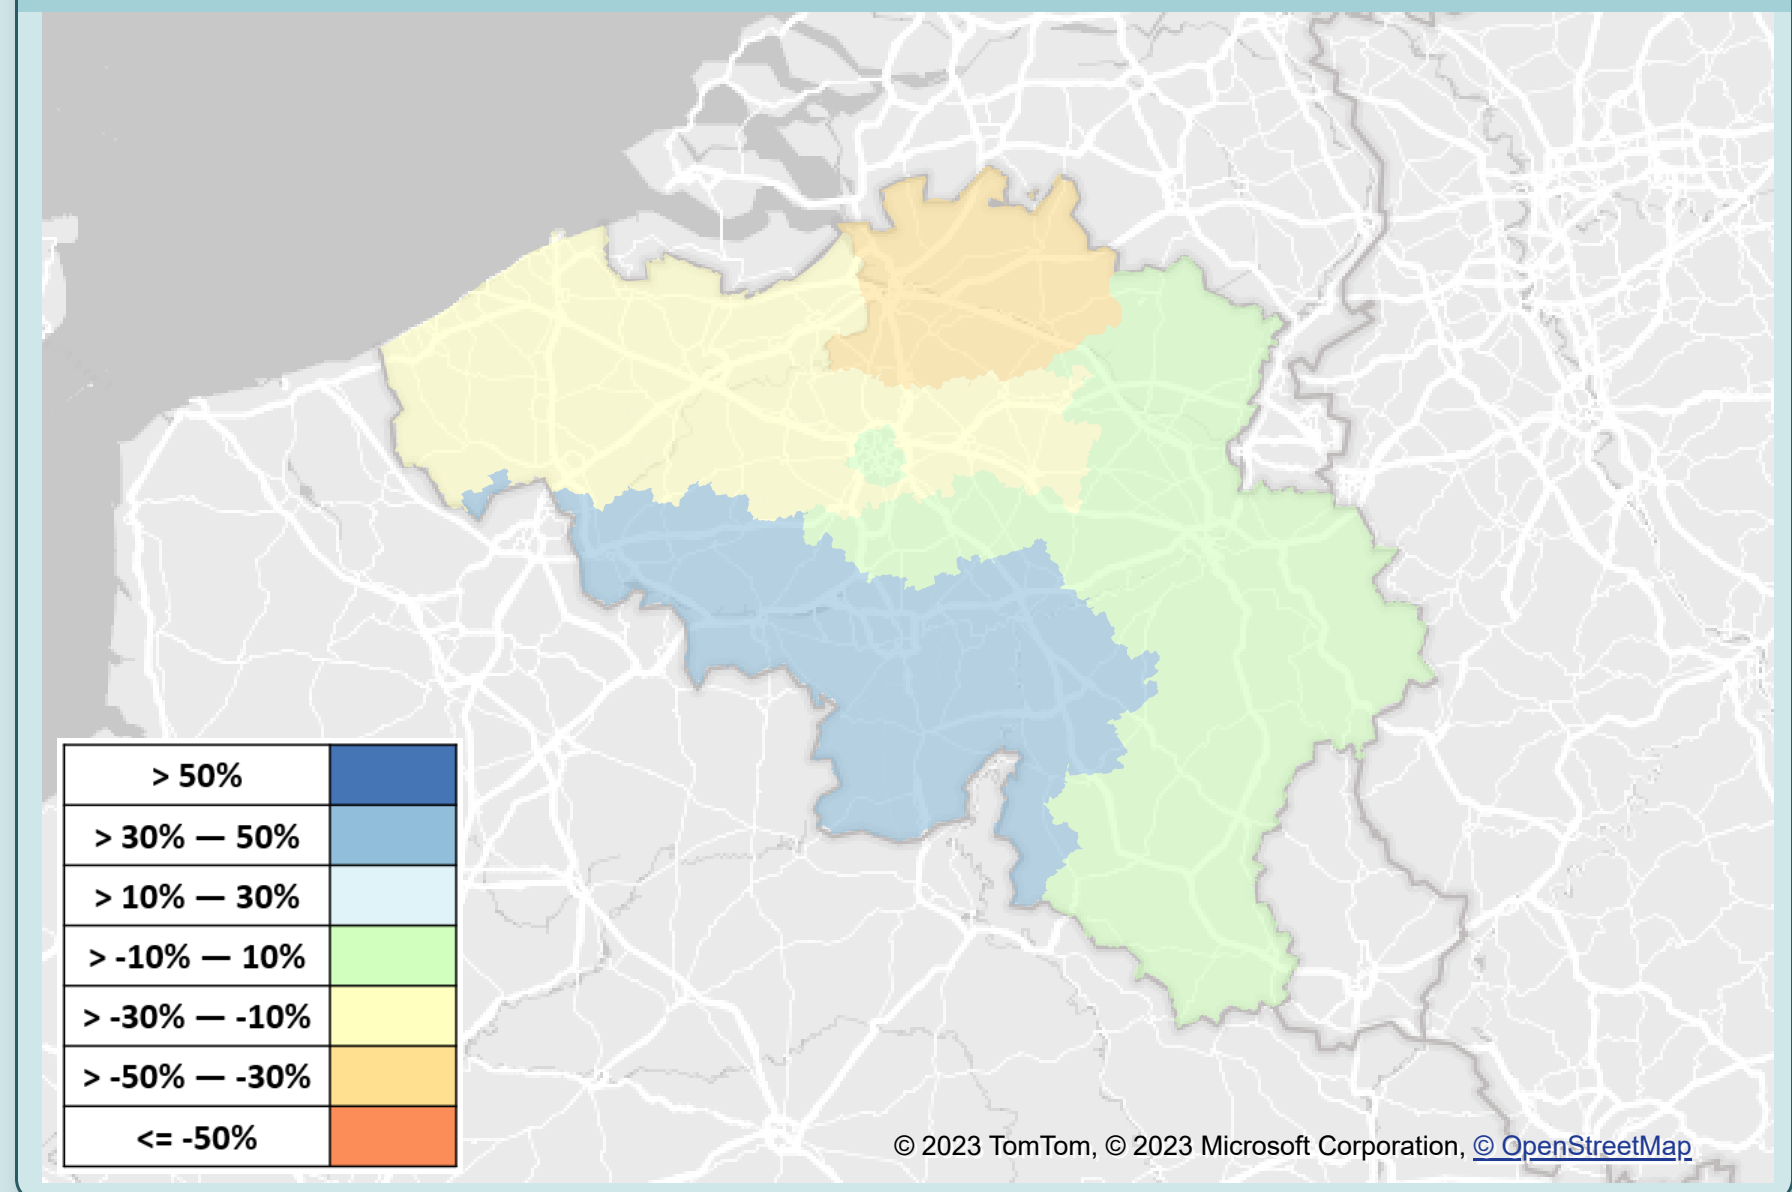 > 50%
> 30% — 50%
> 10% — 30%
> -10% — 10%
> -30% — -10%
> -50% — -30%
<= -50%
© 2023 TomTom, © 2023 Microsoft Corporation, © OpenStreetMap